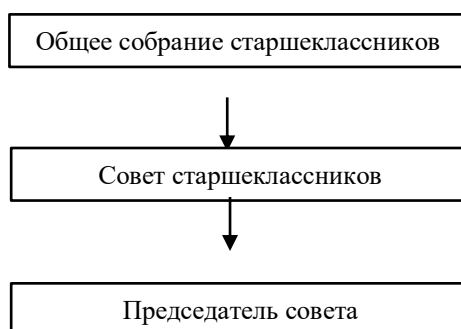 Общее собрание старшеклассников
Совет старшеклассников
Председатель совета